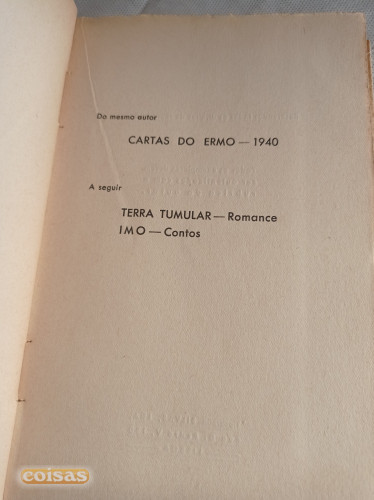 Do mesmo autor
CARTAS DO ERMO — 1940
A seguir
TERRA TUMULAR — Romance
IMO — Contos
coisas